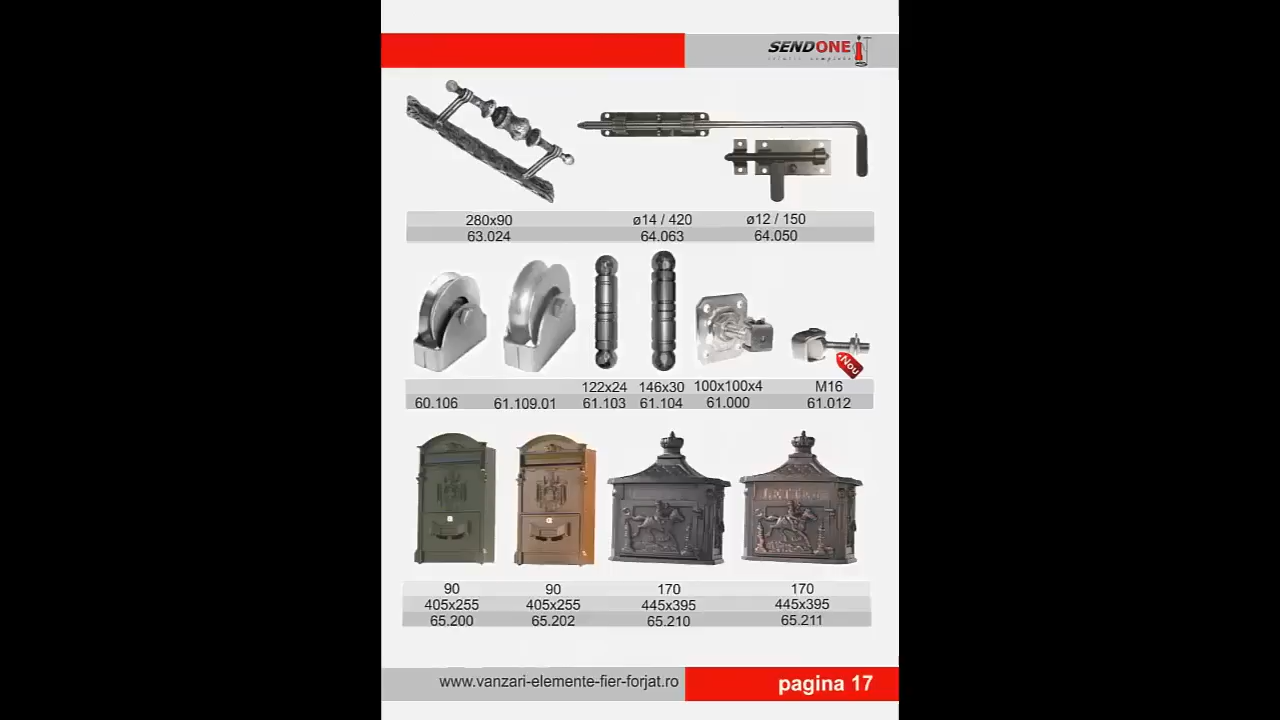 SENDONE
280x90 ø14 / 420 ø12 / 150
63.024 64.063 64.050
Nou
122x24 146x30 100x100x4 M16
60.106 61.109.01 61.103 61.104 61.000 61.012
90 90 170 170
405x255 405x255 445x395 445x395
65.200 65.202 65.210 65.211
www.vanzari-elemente-fier-forjat.ro pagina 17